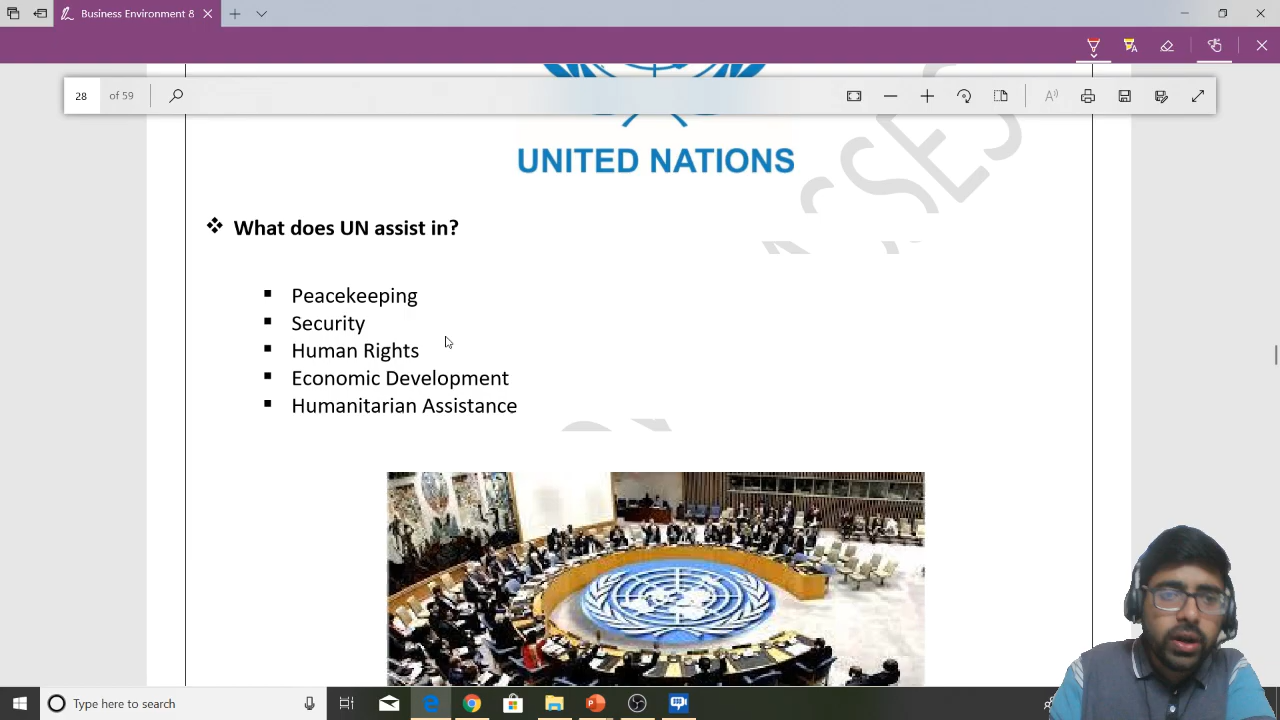 Business Environment 8
28 of 59
UNITED NATIONS
What does UN assist in?
Peacekeeping
Security
Human Rights
Economic Development
Humanitarian Assistance
Type here to search